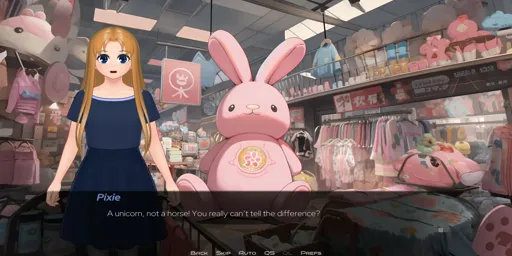 Pixie
A unicorn, not a horse! You really can't tell the difference?
Back Skip Auto QS Prefs